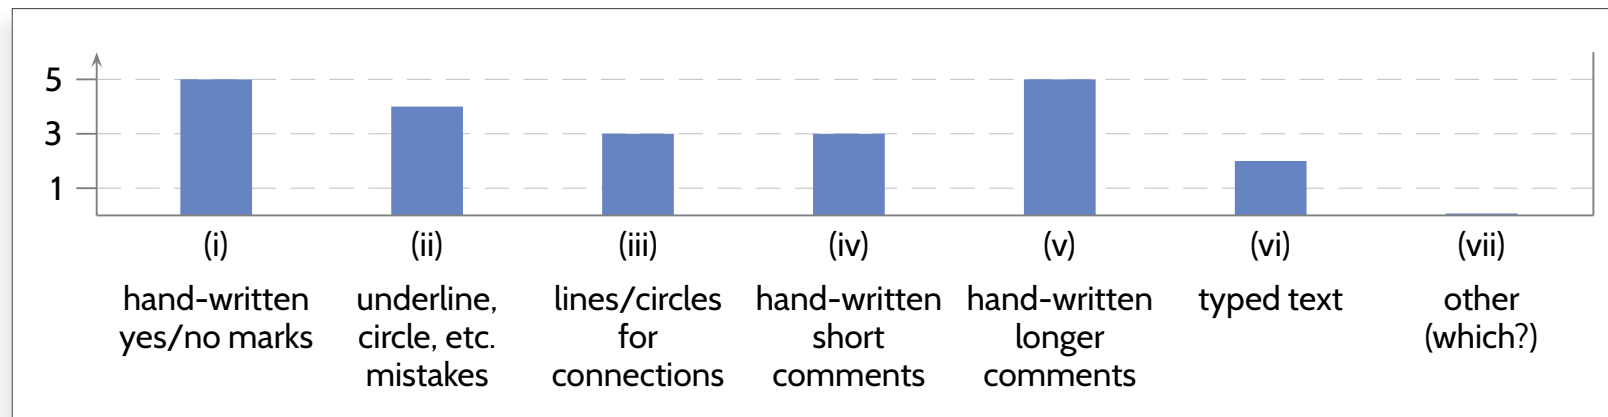 5
3
1
(i) (ii) (iii) (iv) (v) (vi) (vii)
hand-written underline, lines/circles hand-written hand-written typed text other
yes/no marks circle, etc. for short longer (which?)
mistakes connections comments comments